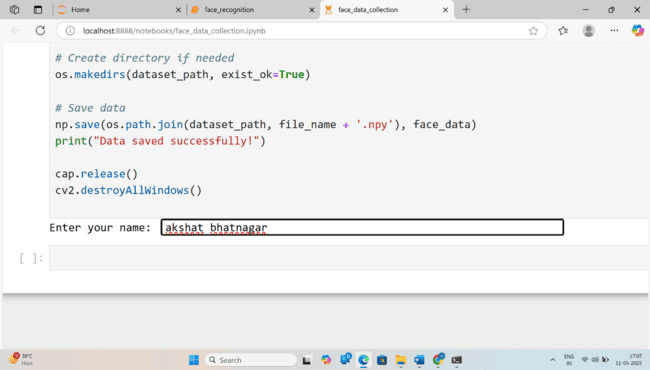 Home
face_recognition
face_data_collection
localhost:8888/notebooks/face_data_collection.ipynb
# Create directory if needed
os.makedirs(dataset_path, exist_ok=True)
# Save data
np.save(os.path.join(dataset_path, file_name + '.npy'), face_data)
print("Data saved successfully!")
cap.release()
cv2.destroyAllWindows()
Enter your name: akshat bhatnagar
[ ]:
Haze
Search
ENG
IN
17:07
11-05-2025